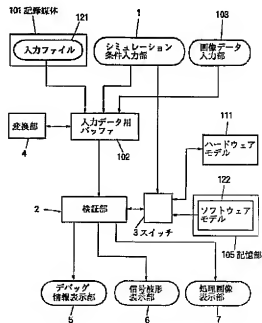 101 記録媒体
121
入力ファイル
1
シミュレーション
条件入力部
103
画像データ
入力部
変換部
4
入力データ用
バッファ
102
111
ハードウェア
モデル
122
ソフトウェア
モデル
105 記憶部
2
検証部
3 スイッチ
デバッグ
情報表示部
5
信号波形
表示部
6
処理画像
表示部
7